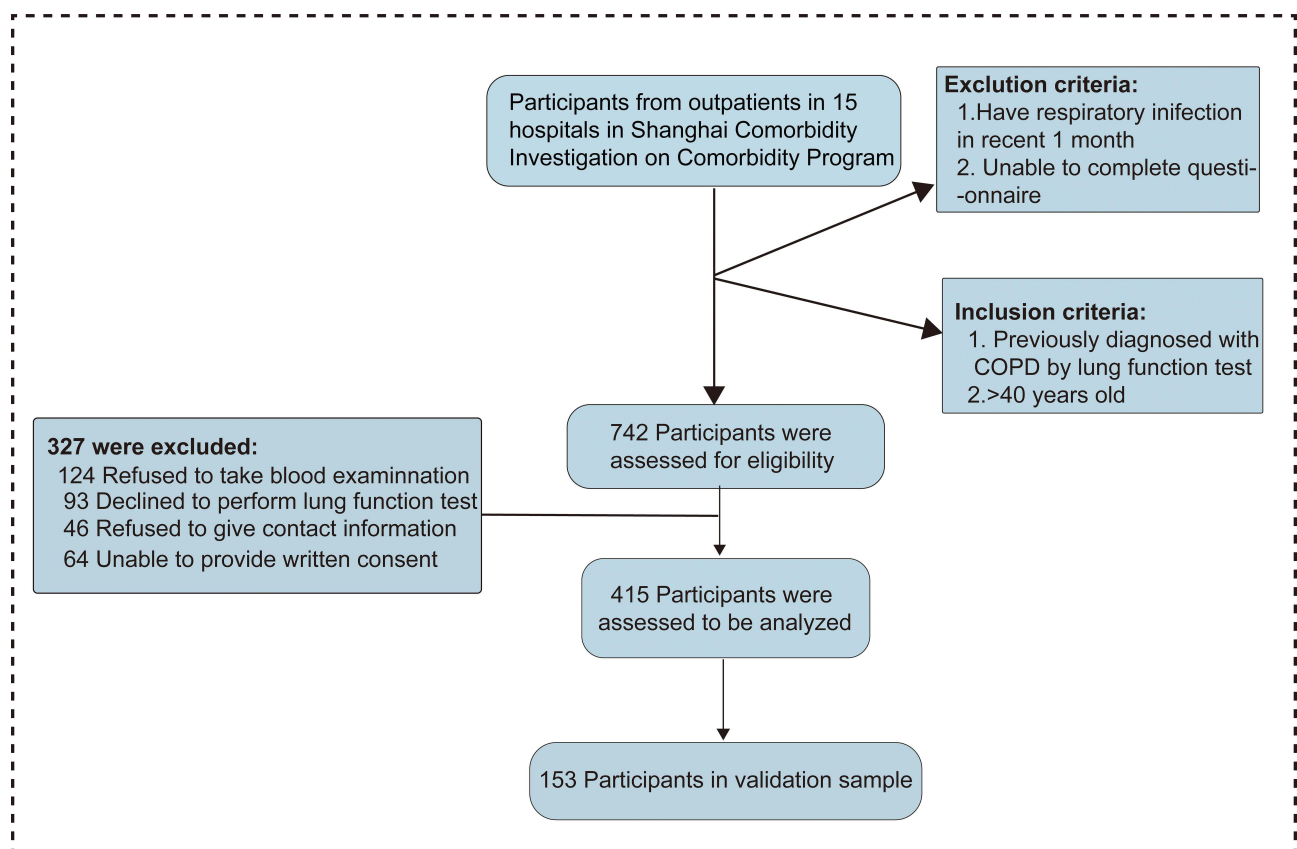 Participants from outpatients in 15
hospitals in Shanghai Comorbidity
Investigation on Comorbidity Program
Exclution criteria:
1.Have respiratory inifection
in recent 1 month
2. Unable to complete questi-
-onnaire
Inclusion criteria:
1. Previously diagnosed with
COPD by lung function test
2.>40 years old
742 Participants were
assessed for eligibility
327 were excluded:
124 Refused to take blood examinnation
93 Declined to perform lung function test
46 Refused to give contact information
64 Unable to provide written consent
415 Participants were
assessed to be analyzed
153 Participants in validation sample